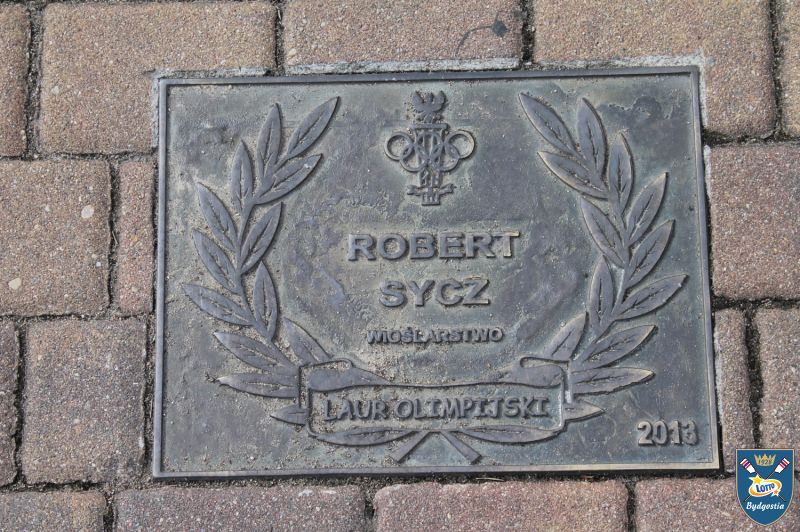 ROBERT
SYCZ
WIOŚLARSTWO
LAUR OLIMPIJSKI
2013
LOTTO
Bydgostia